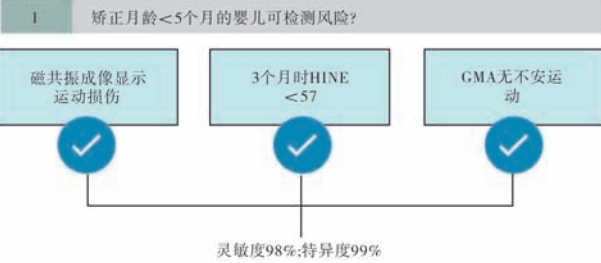 1 矫正月龄<5个月的婴儿可检测风险?
磁共振成像显示
运动损伤
3个月时HINE
<57
GMA无不安运
动
灵敏度98%;特异度99%